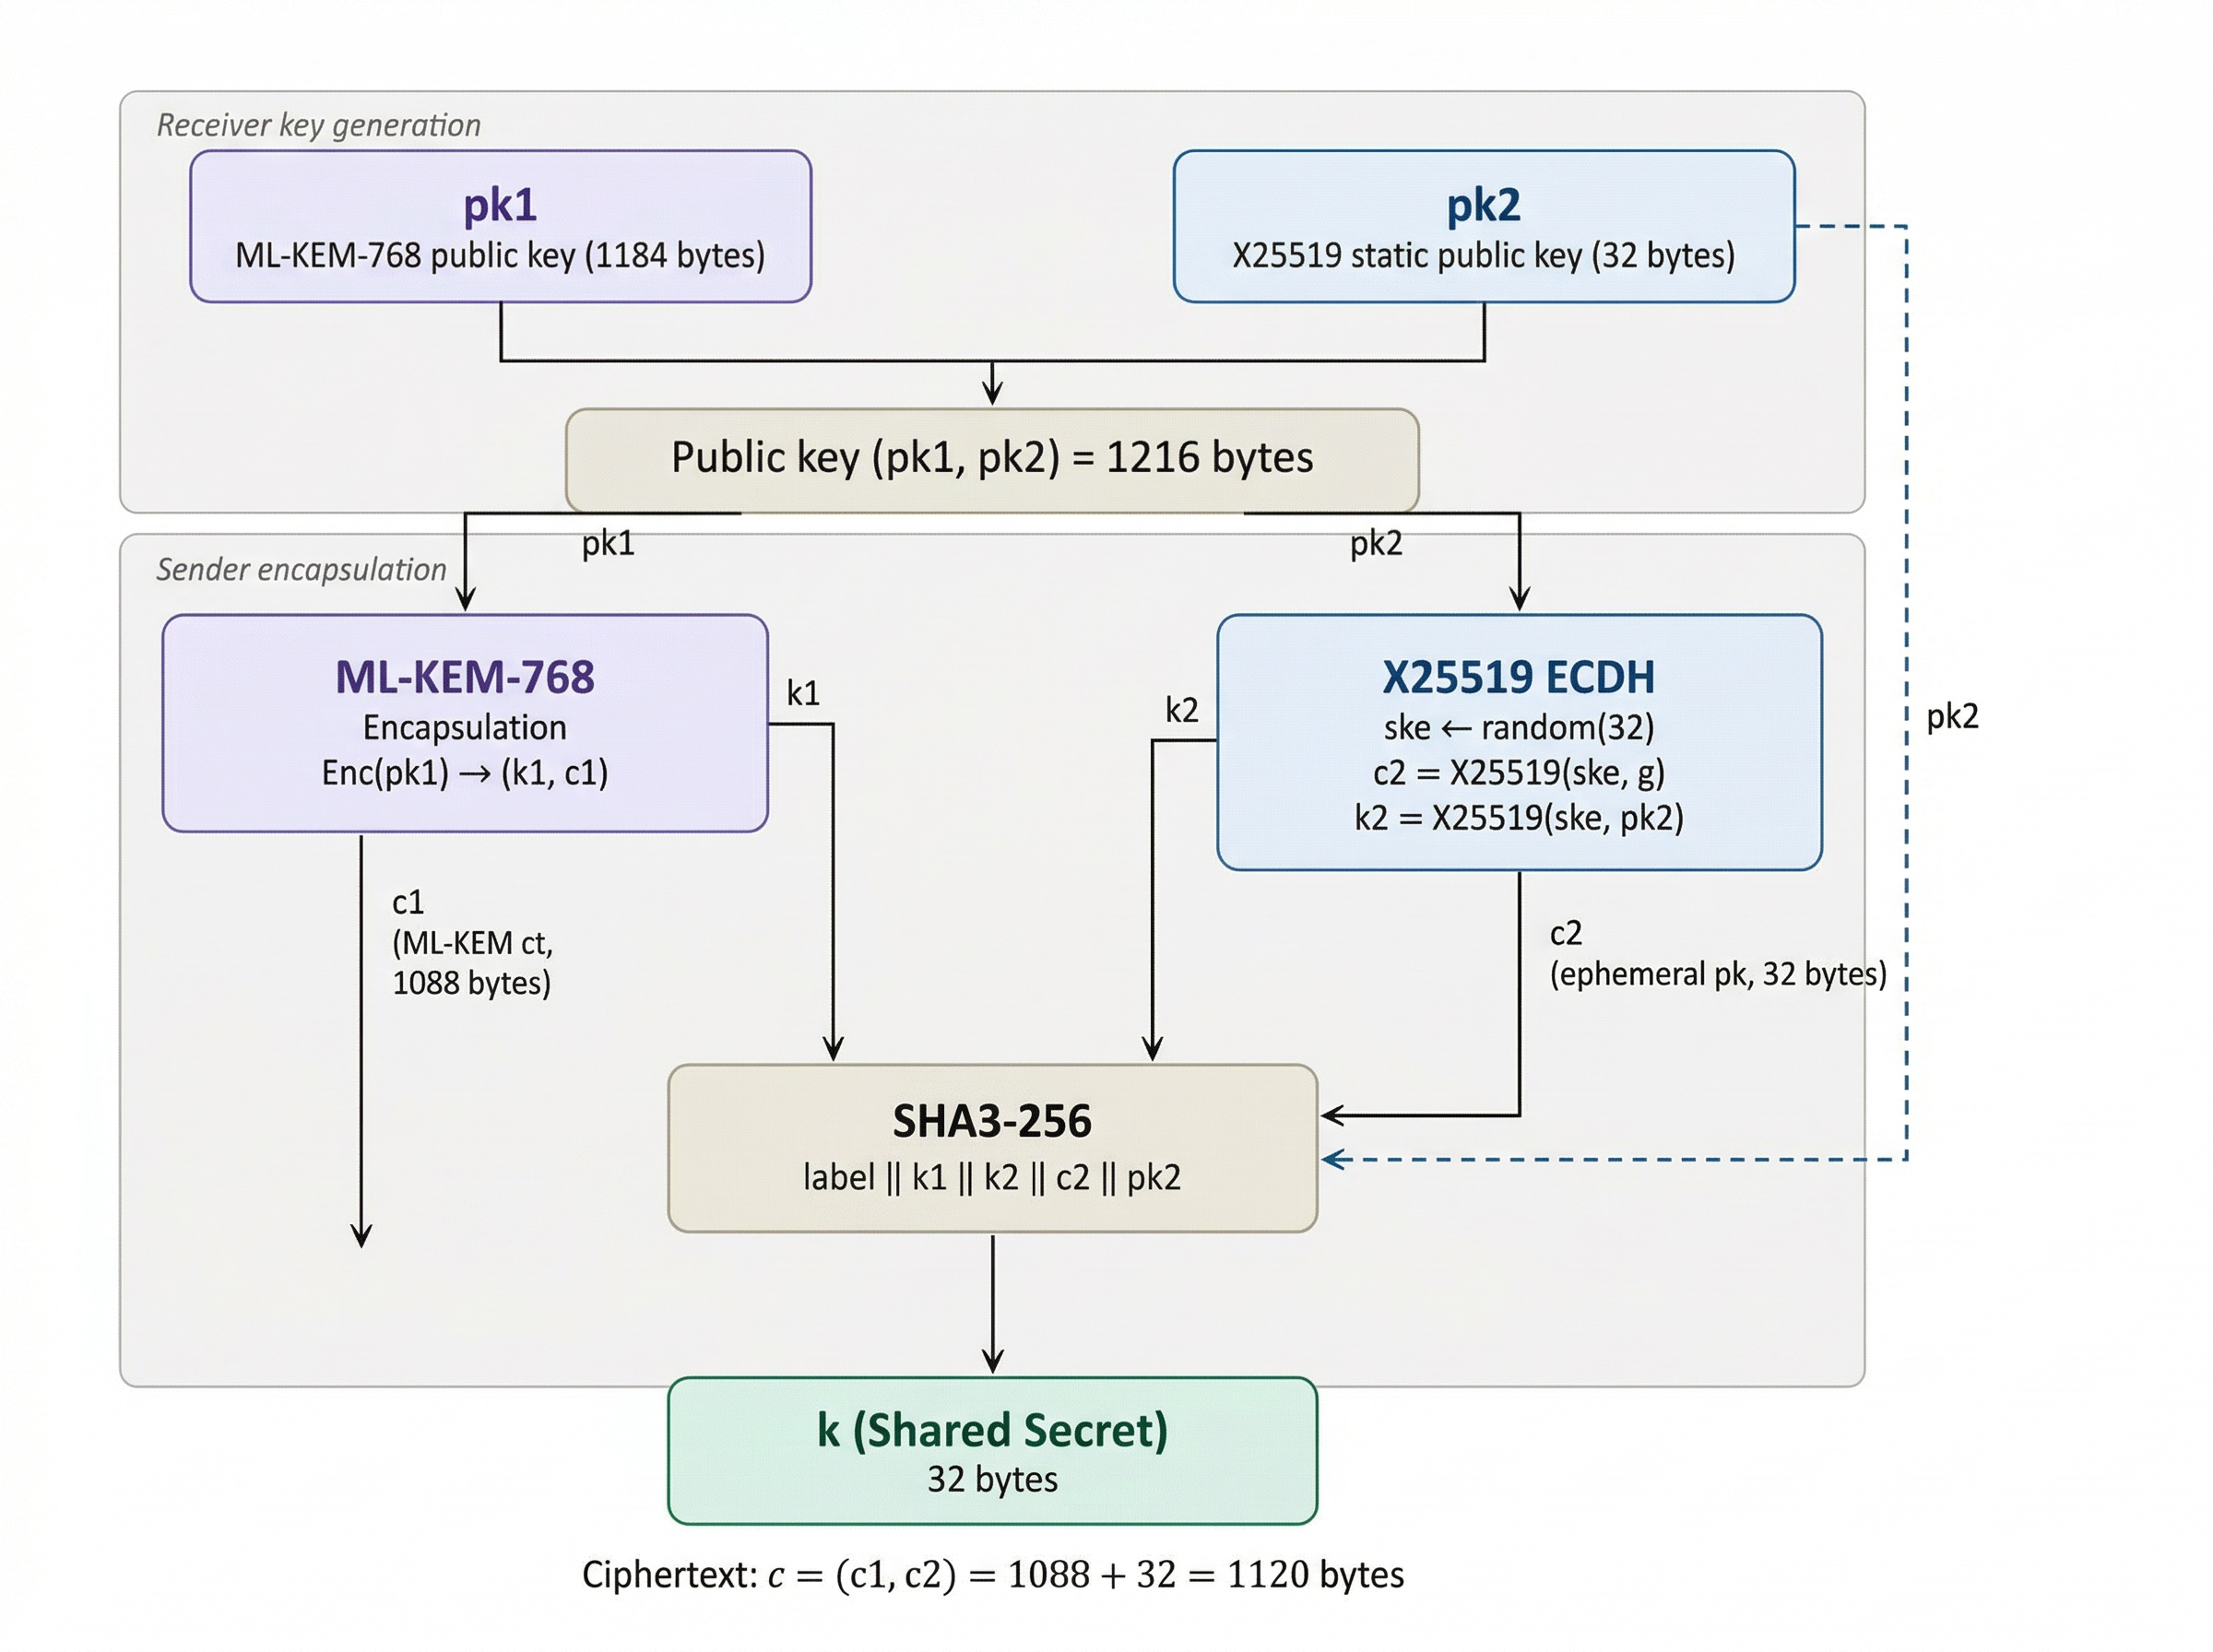 Receiver key generation
pk1
ML-KEM-768 public key (1184 bytes)
pk2
X25519 static public key (32 bytes)
Public key (pk1, pk2) = 1216 bytes
pk1
pk2
Sender encapsulation
ML-KEM-768
Encapsulation
Enc(pk1) → (k1, c1)
k1
k2
X25519 ECDH
ske ← random(32)
c2 = X25519(ske, g)
k2 = X25519(ske, pk2)
pk2
c1
(ML-KEM ct,
1088 bytes)
c2
(ephemeral pk, 32 bytes)
SHA3-256
label || k1 || k2 || c2 || pk2
k (Shared Secret)
32 bytes
Ciphertext: c = (c1, c2) = 1088 + 32 = 1120 bytes